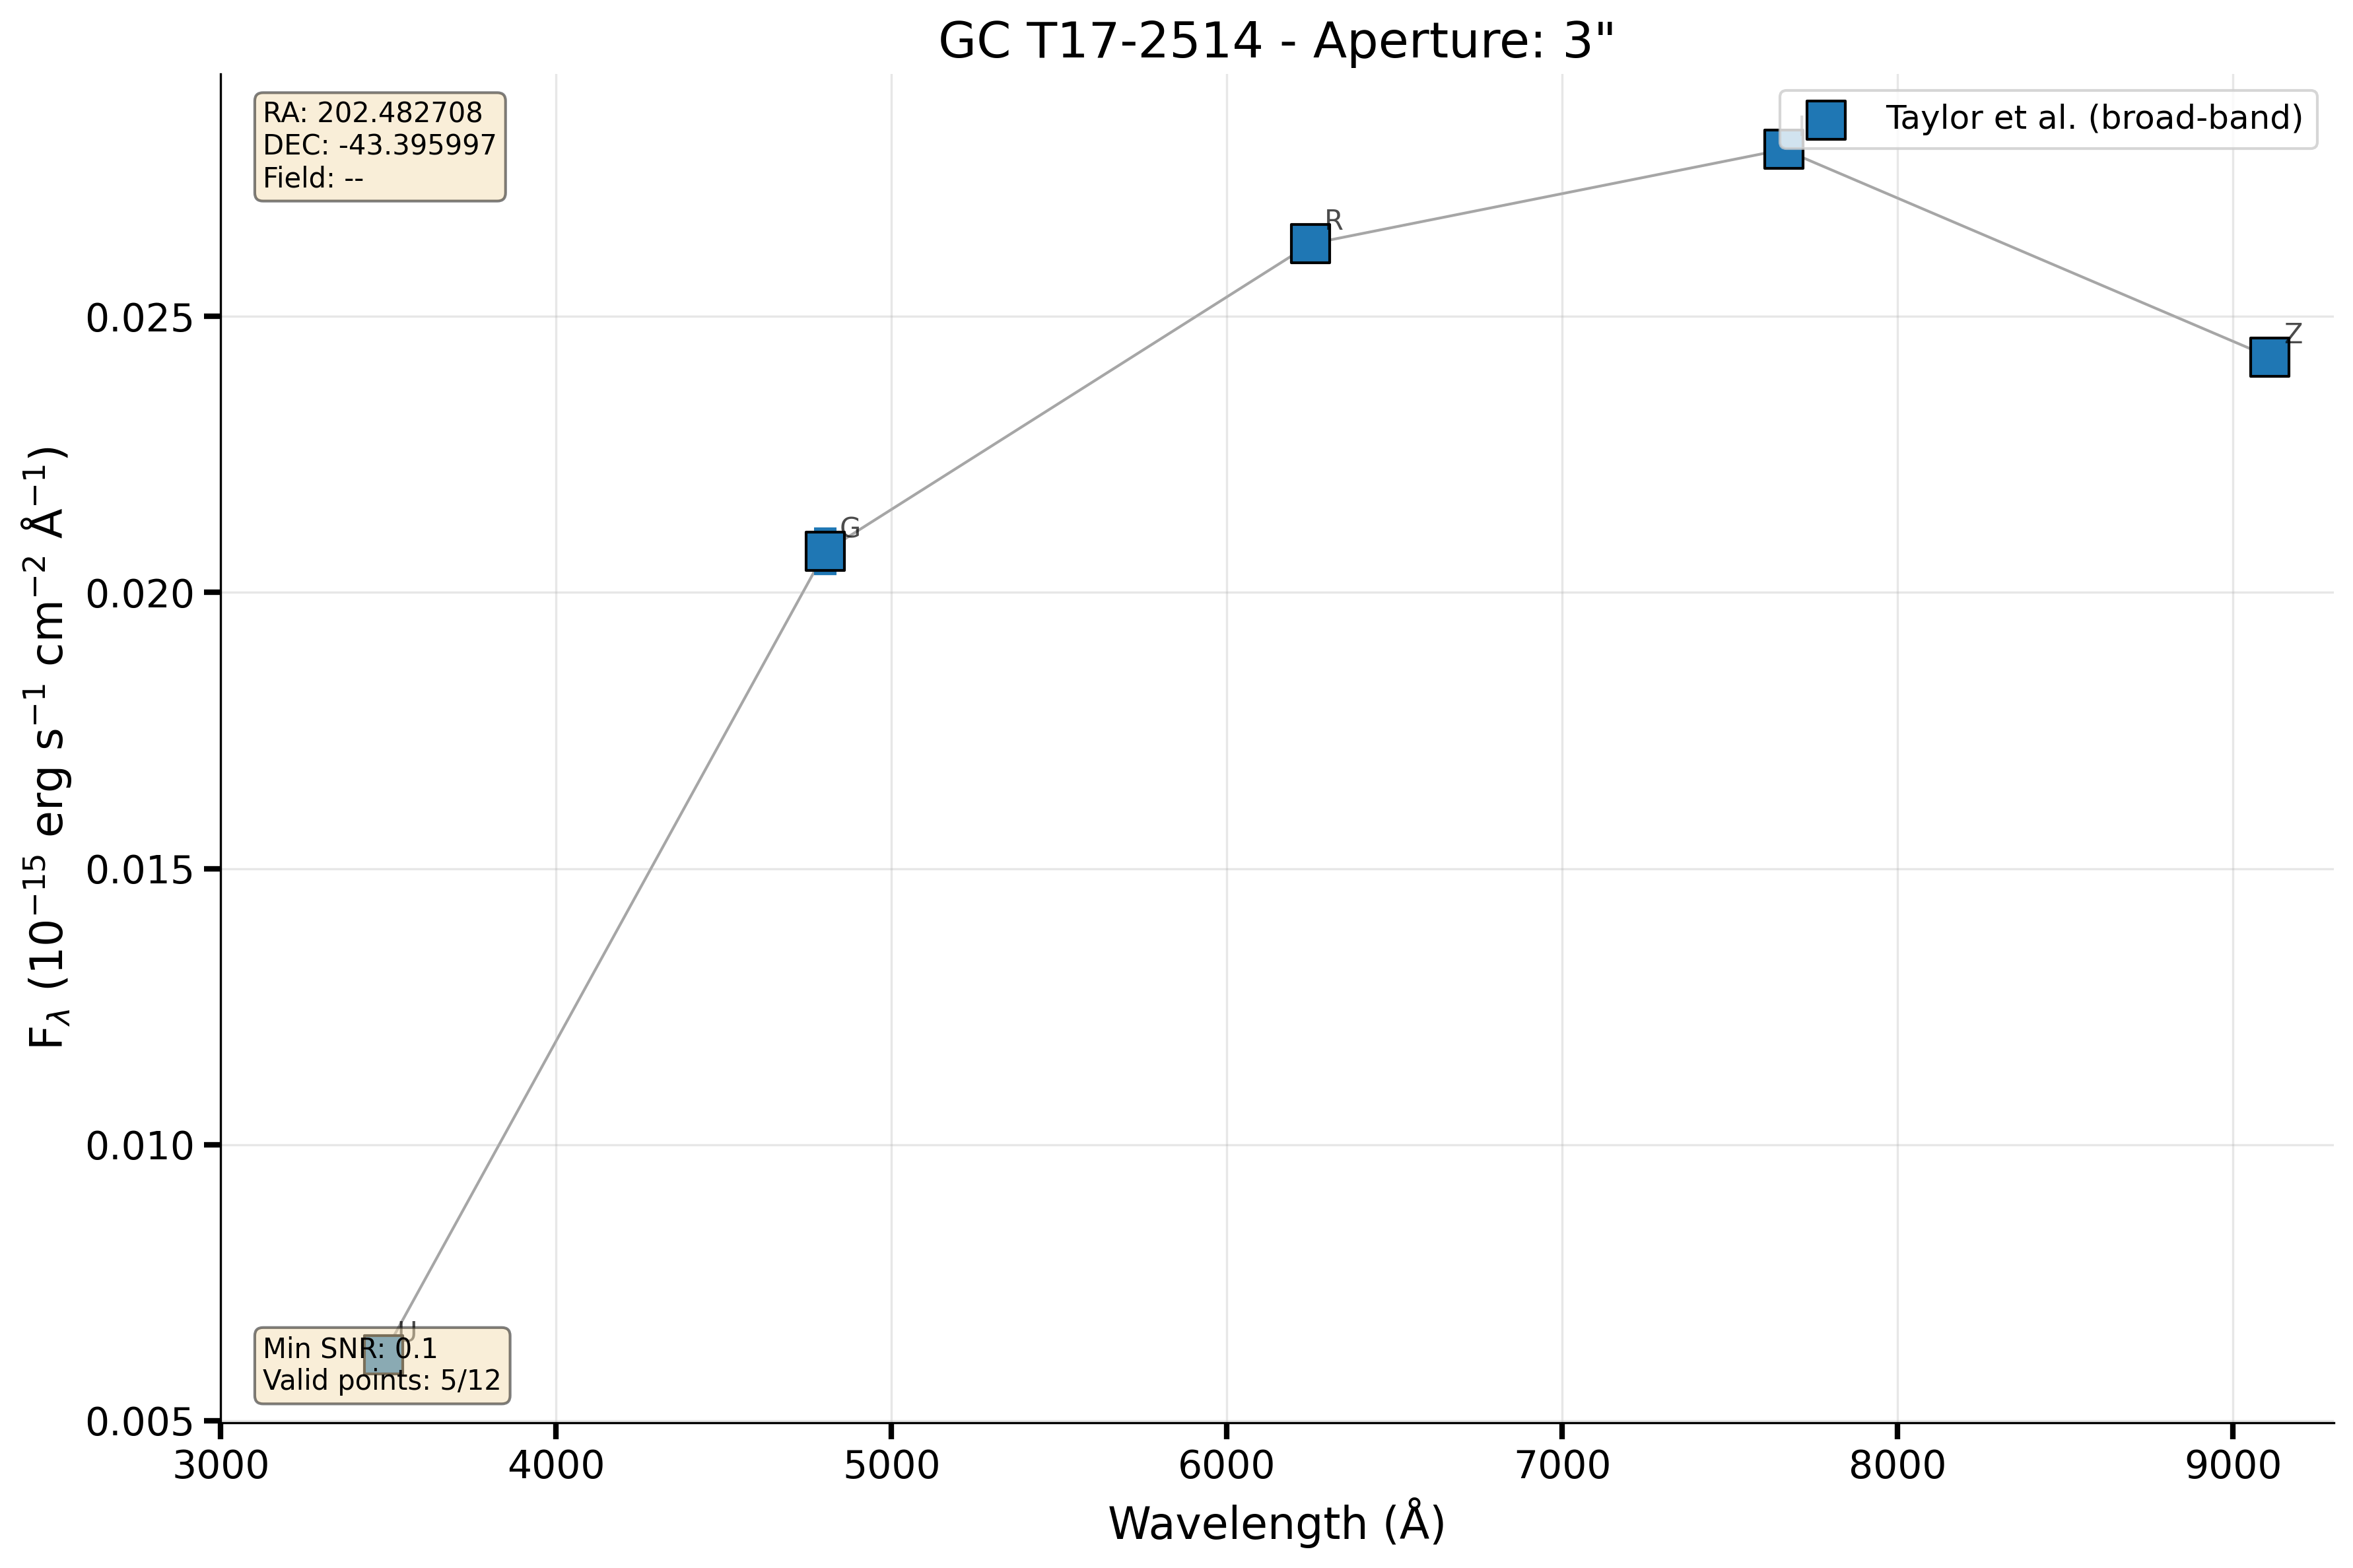 GC T17-2514 - Aperture: 3"
RA: 202.482708
DEC: -43.395997
Field: --
Taylor et al. (broad-band)
R
Z
G
U
Min SNR: 0.1
Valid points: 5/12
F_λ (10⁻¹⁵ erg s⁻¹ cm⁻² Å⁻¹)
0.025
0.020
0.015
0.010
0.005
3000 4000 5000 6000 7000 8000 9000
Wavelength (Å)